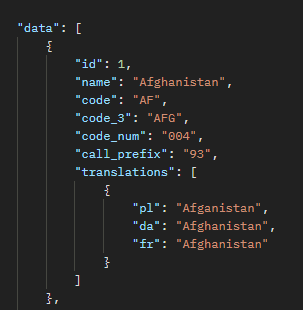 "data": [
{
"id": 1,
"name": "Afghanistan",
"code": "AF",
"code_3": "AFG",
"code_num": "004",
"call_prefix": "93",
"translations": [
{
"pl": "Afganistan",
"da": "Afghanistan",
"fr": "Afghanistan"
}
]
},